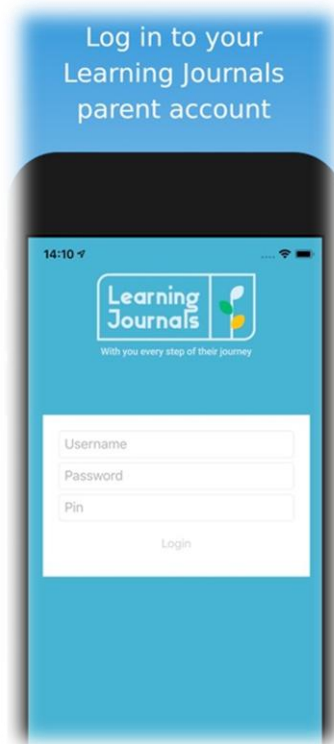 Log in to your
Learning Journals
parent account
14:10
Learning
Journals
With you every step of their journey
Username
Password
Pin
Login